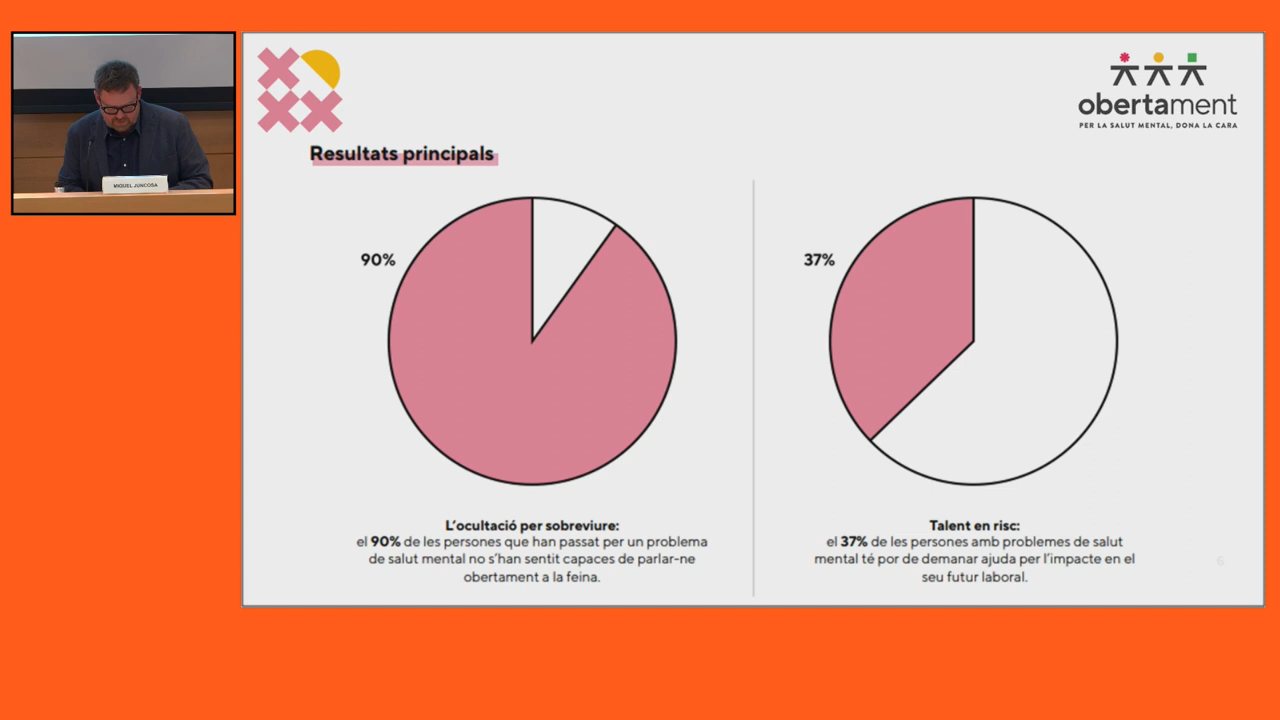 MIQUEL JUNCOSA
obertament
PER LA SALUT MENTAL, DONA LA CARA
Resultats principals
90%
L'ocultació per sobreviure:
el 90% de les persones que han passat per un problema
de salut mental no s'han sentit capaces de parlar-ne
obertament a la feina.
37%
Talent en risc:
el 37% de les persones amb problemes de salut
mental té por de demanar ajuda per l'impacte en el
seu futur laboral.
6